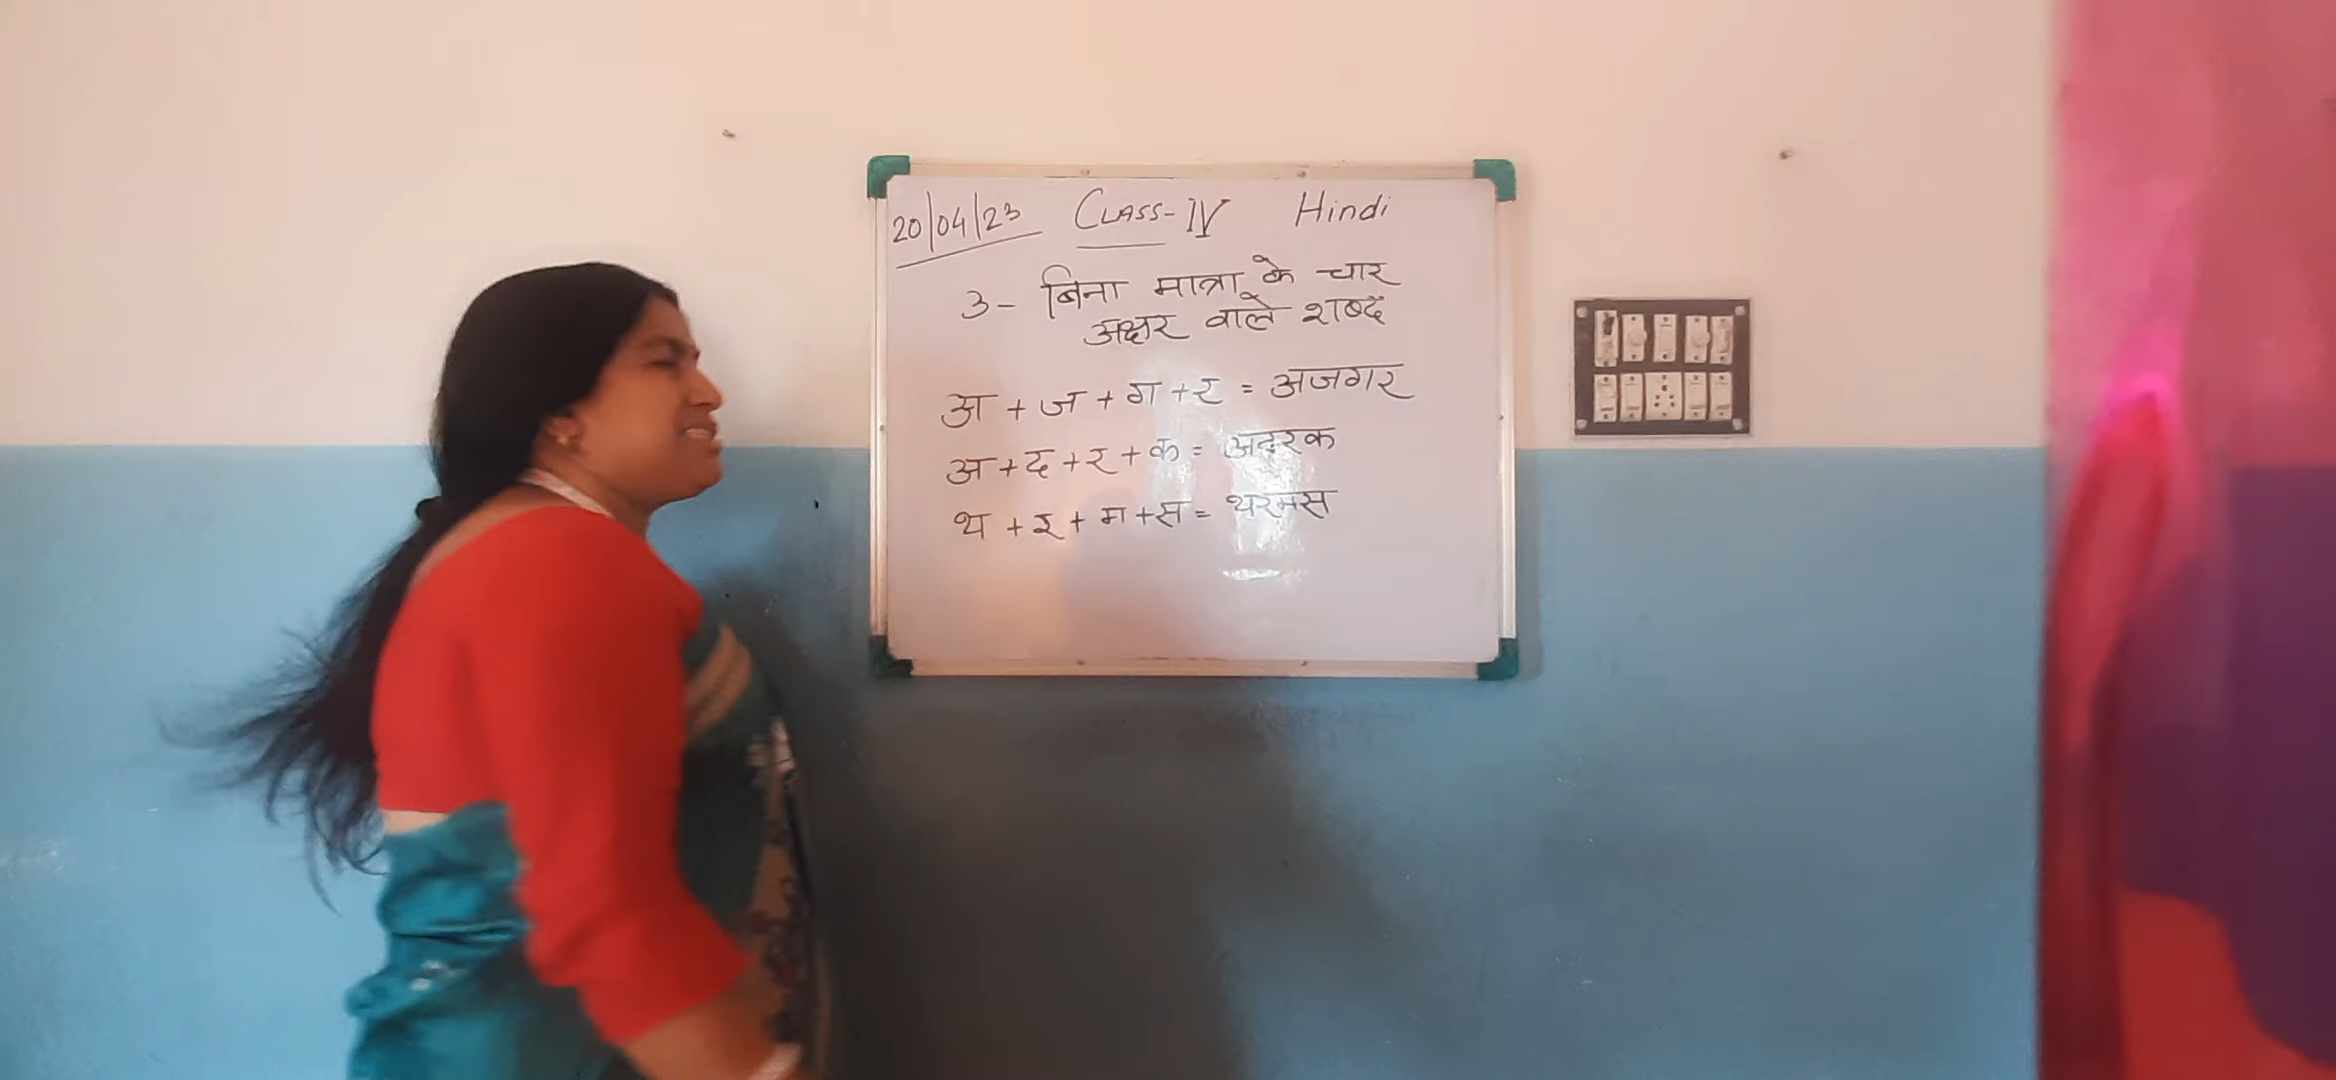 20/04/23 CLASS-IV Hindi
3- बिना मात्रा के चार
अक्षर वाले शब्द
अ + ज + ग + र = अजगर
अ + द + र + क = अदरक
थ + र + म + स = थरमस